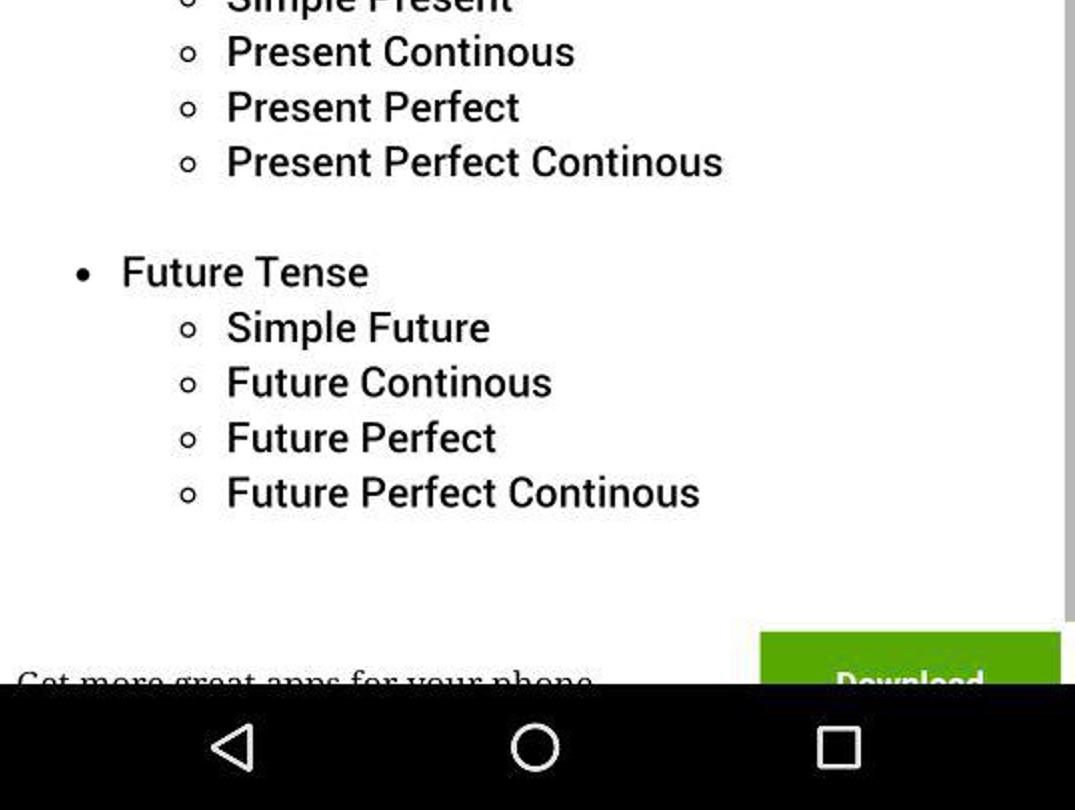 Simple Present
Present Continous
Present Perfect
Present Perfect Continous
Future Tense
Simple Future
Future Continous
Future Perfect
Future Perfect Continous
Get more great apps for your phone
Download